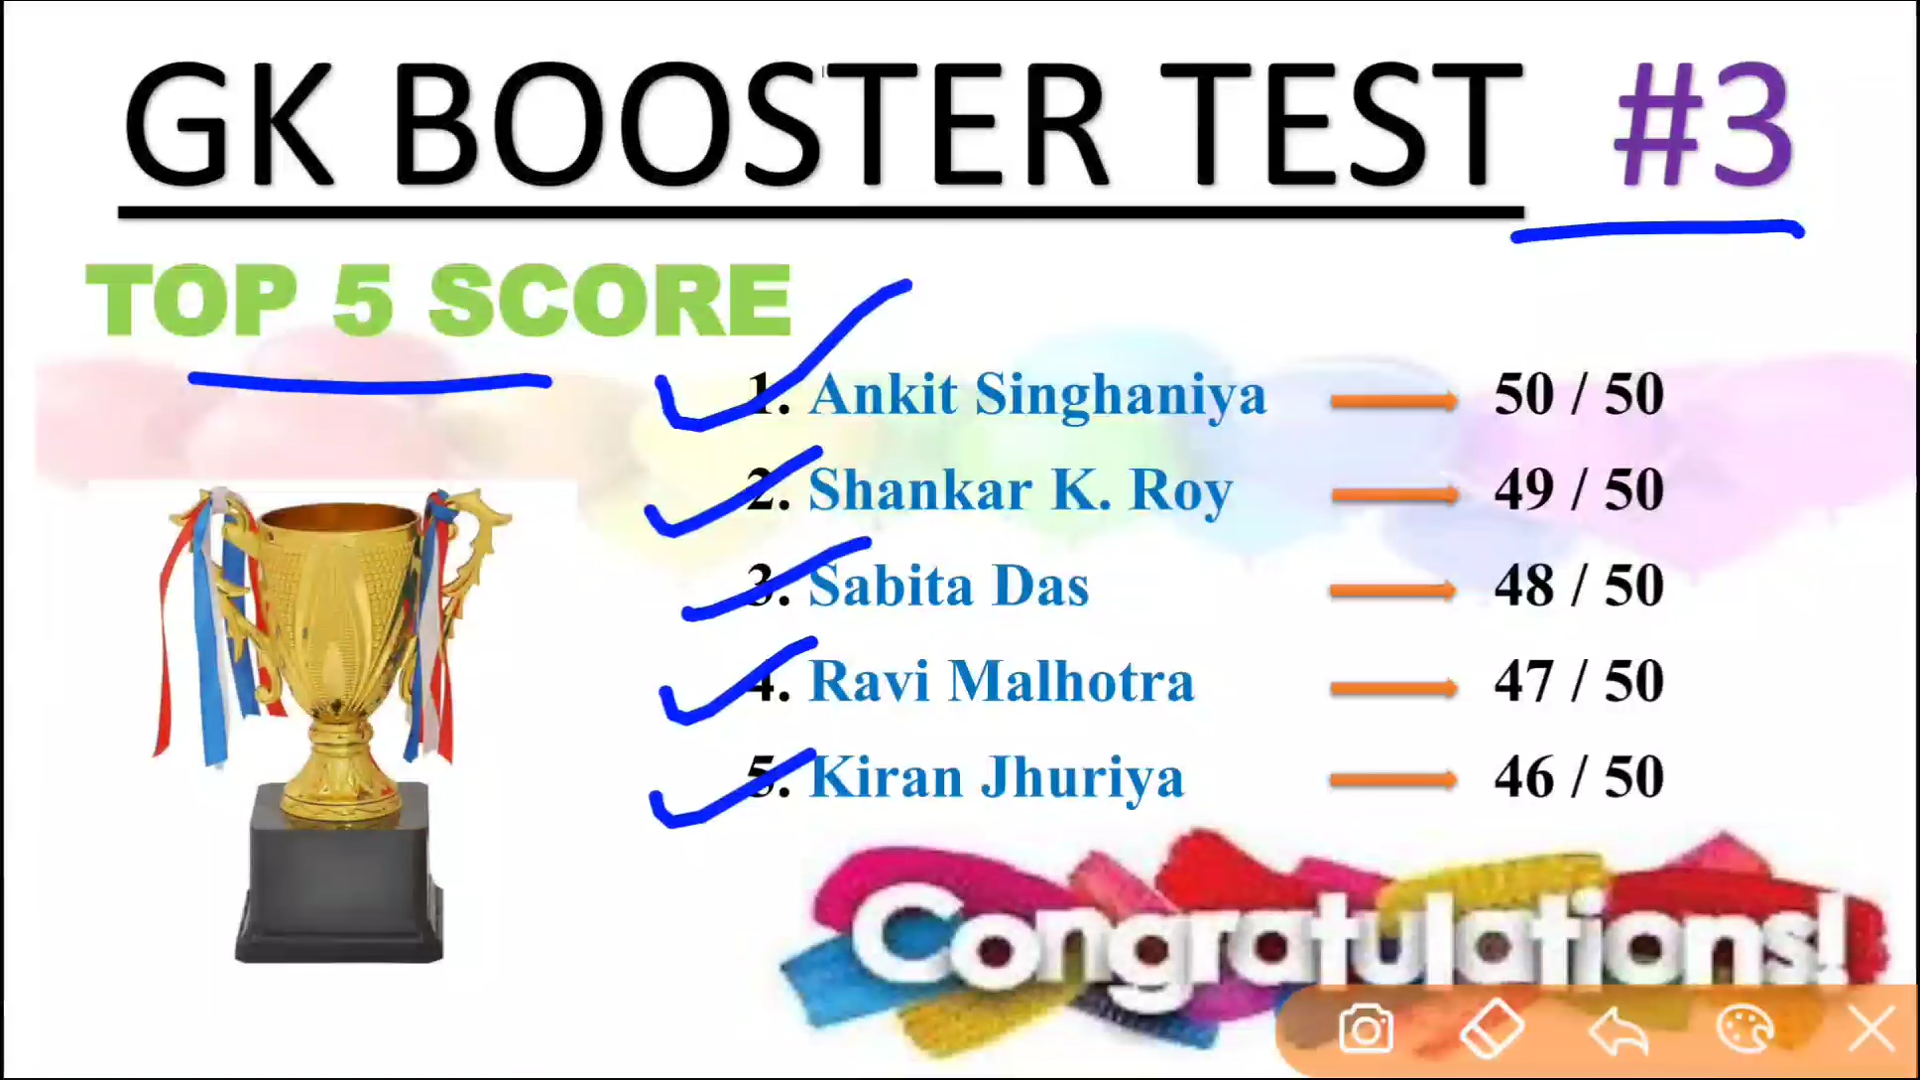 GK BOOSTER TEST #3
TOP 5 SCORE
1. Ankit Singhaniya 50 / 50
2. Shankar K. Roy 49 / 50
3. Sabita Das 48 / 50
4. Ravi Malhotra 47 / 50
5. Kiran Jhuriya 46 / 50
Congratulations!